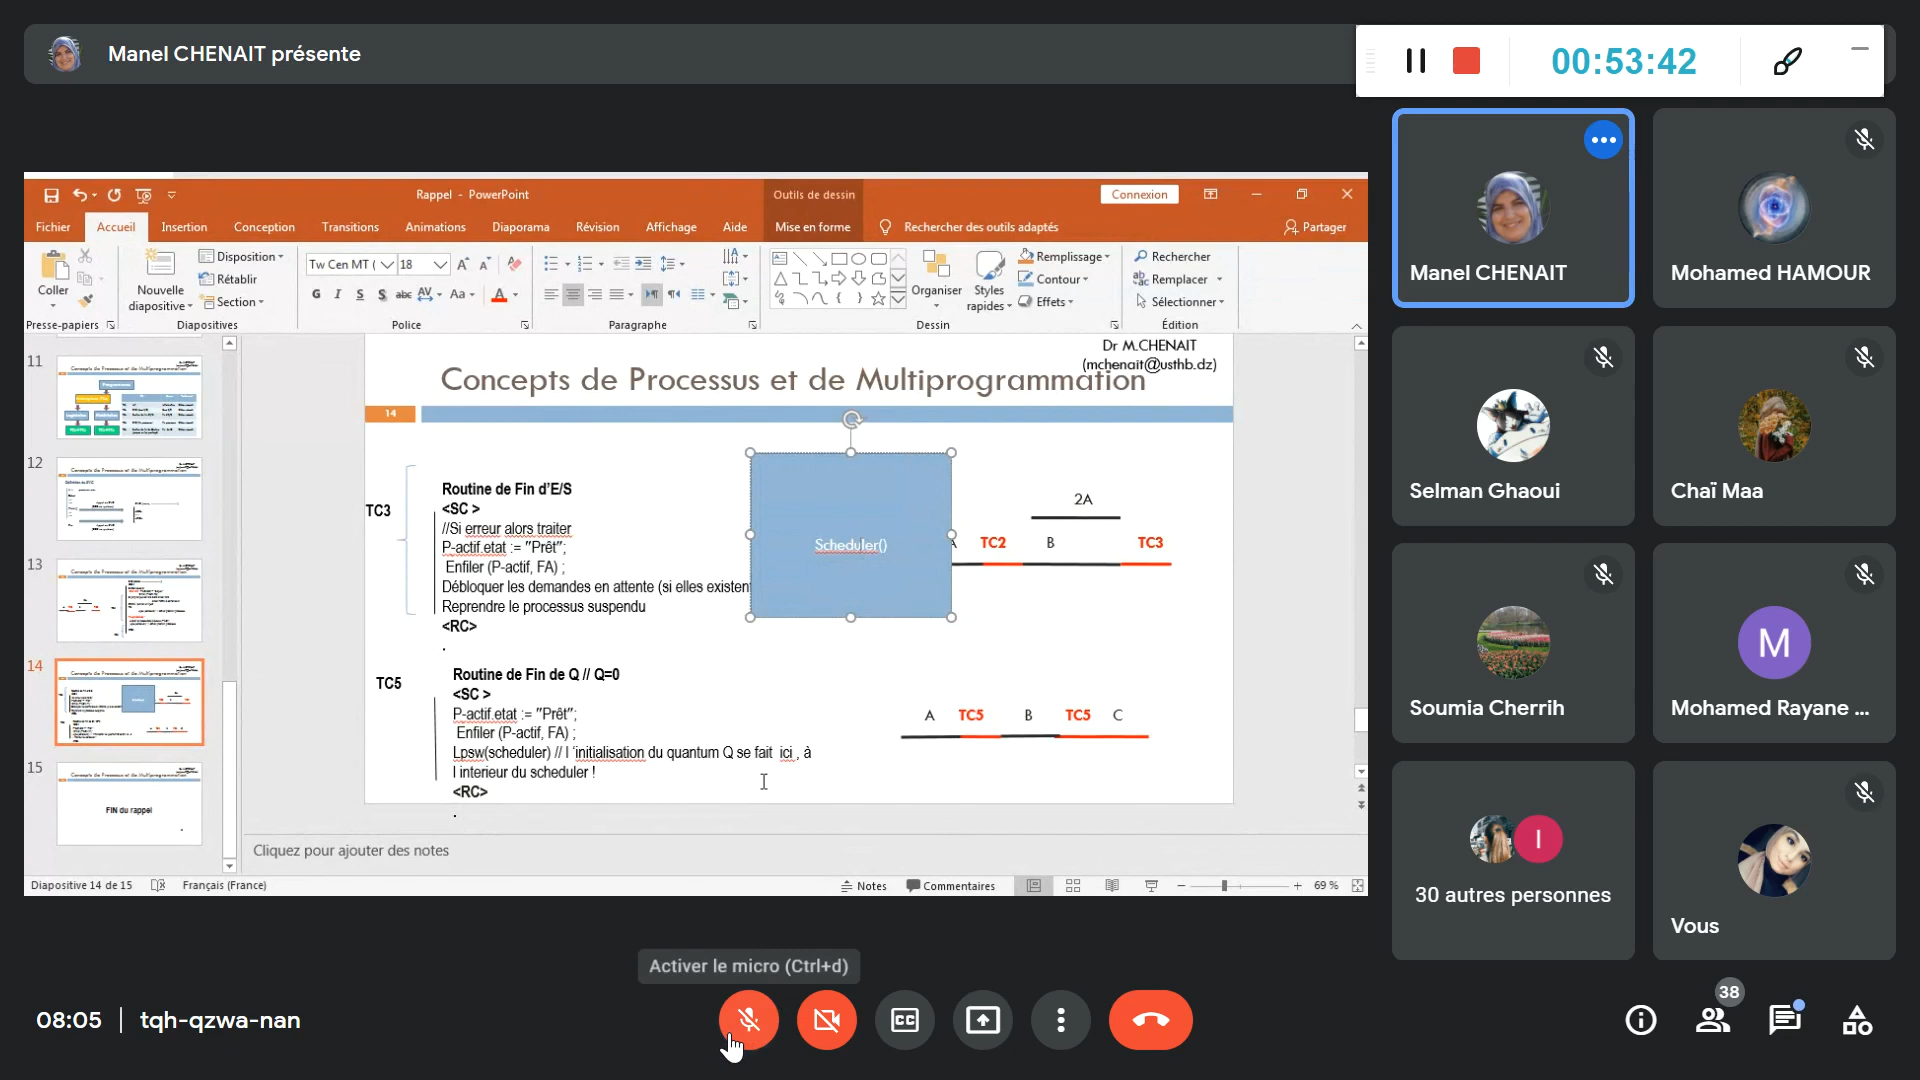 Manel CHENAIT présente
00:53:42
Rappel - PowerPoint
Outils de dessin
Connexion
Fichier
Accueil
Insertion
Conception
Transitions
Animations
Diaporama
Révision
Affichage
Aide
Mise en forme
Rechercher des outils adaptés
Partager
Coller
Presse-papiers
Nouvelle
diapositive
Disposition
Rétablir
Section
Diapositives
Tw Cen MT (
18
G I S S abc AV Aa A
Police
Paragraphe
Organiser
Styles
rapides
Remplissage
Contour
Effets
Dessin
Rechercher
Remplacer
Sélectionner
Édition
11
12
13
14
15
FIN du rappel
Dr M.CHENAIT
(mchenait@usthb.dz)
Concepts de Processus et de Multiprogrammation
14
TC3
Routine de Fin d'E/S
<SC >
//Si erreur alors traiter
P-actif.etat := "Prêt";
Enfiler (P-actif, FA) ;
Débloquer les demandes en attente (si elles existen
Reprendre le processus suspendu
<RC>
.
Scheduler()
2A
TC2
B
TC3
TC5
Routine de Fin de Q // Q=0
<SC >
P-actif.etat := "Prêt";
Enfiler (P-actif, FA) ;
Lpsw(scheduler) // l 'initialisation du quantum Q se fait ici , à
l interieur du scheduler !
<RC>
.
A
TC5
B
TC5
C
Cliquez pour ajouter des notes
Diapositive 14 de 15
Français (France)
Notes
Commentaires
69 %
Manel CHENAIT
Mohamed HAMOUR
Selman Ghaoui
Chaï Maa
Soumia Cherrih
M
Mohamed Rayane ...
I
30 autres personnes
Vous
Activer le micro (Ctrl+d)
08:05
tqh-qzwa-nan
CC
38